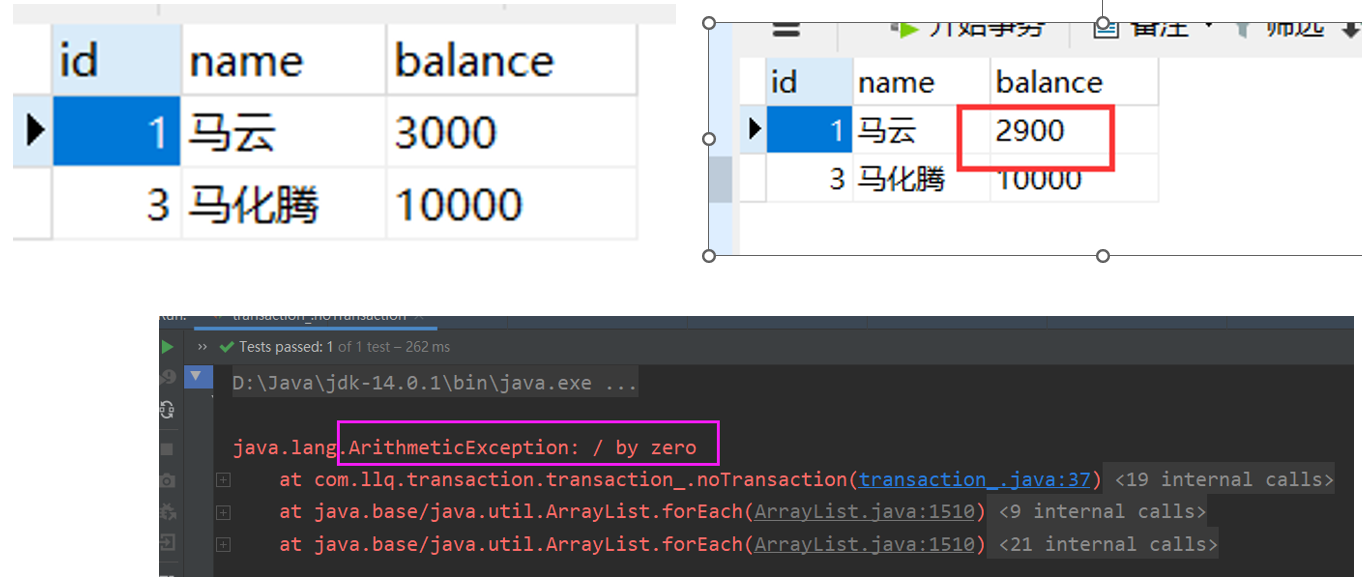 id name balance
1 马云 3000
3 马化腾 10000
开始事务 备注 筛选
id name balance
1 马云 2900
3 马化腾 10000
Run: transaction_.noTransaction ×
›› Tests passed: 1 of 1 test – 262 ms
D:\Java\jdk-14.0.1\bin\java.exe ...
java.lang.ArithmeticException: / by zero
at com.llq.transaction.transaction_.noTransaction(transaction_.java:37) <19 internal calls>
at java.base/java.util.ArrayList.forEach(ArrayList.java:1510) <9 internal calls>
at java.base/java.util.ArrayList.forEach(ArrayList.java:1510) <21 internal calls>